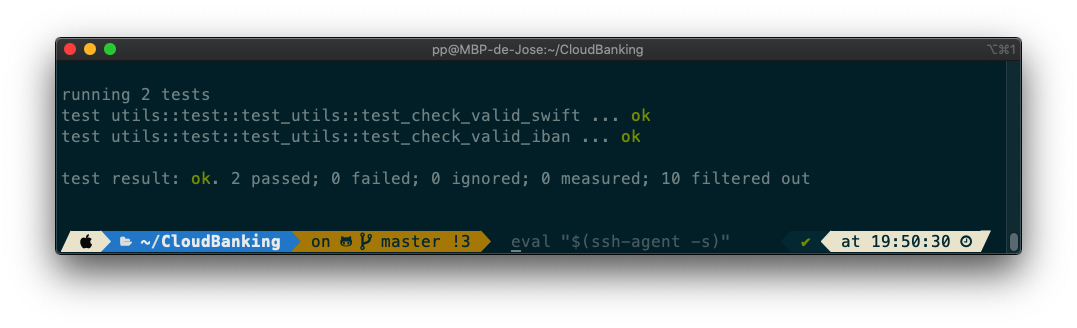 pp@MBP-de-Jose:~/CloudBanking
⌥⌘1
running 2 tests
test utils::test::test_utils::test_check_valid_swift ... ok
test utils::test::test_utils::test_check_valid_iban ... ok
test result: ok. 2 passed; 0 failed; 0 ignored; 0 measured; 10 filtered out
~/CloudBanking on master !3 eval "$(ssh-agent -s)" ✔ at 19:50:30